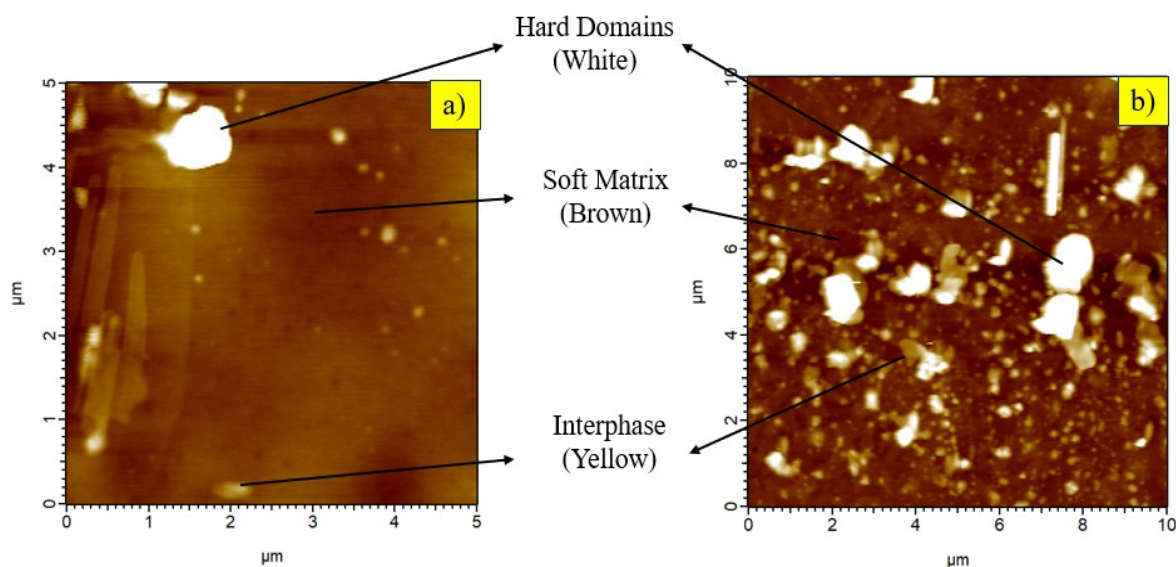 Hard Domains
(White)
a)
b)
Soft Matrix
(Brown)
Interphase
(Yellow)
5
4
3
2
1
0
µm
0 1 2 3 4 5
µm
10
8
6
4
2
0
µm
0 2 4 6 8 10
µm